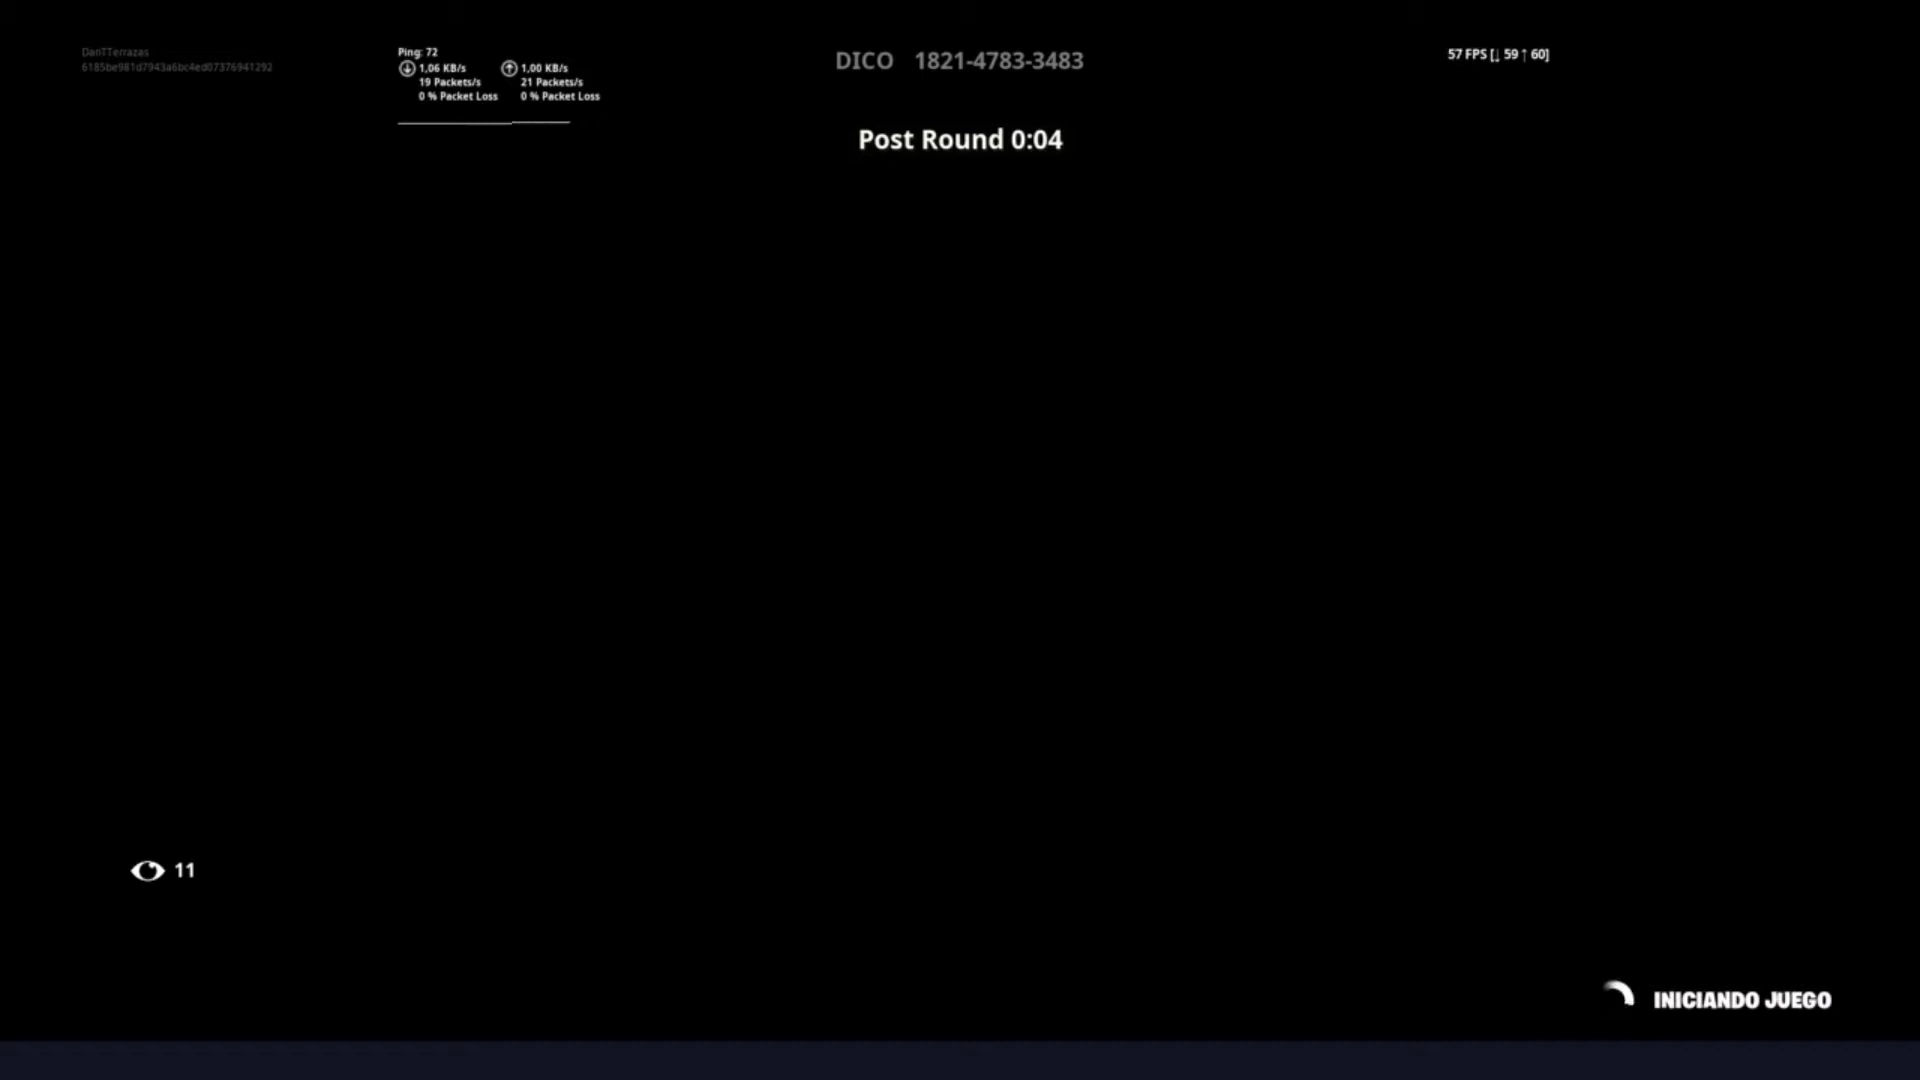 DanTTerrazas
6185be981d7943a6bc4ed07376941292
Ping: 72
1,06 KB/s 1,00 KB/s
19 Packets/s 21 Packets/s
0 % Packet Loss 0 % Packet Loss
DICO 1821-4783-3483
57 FPS [↓ 59 ↑ 60]
Post Round 0:04
11
INICIANDO JUEGO